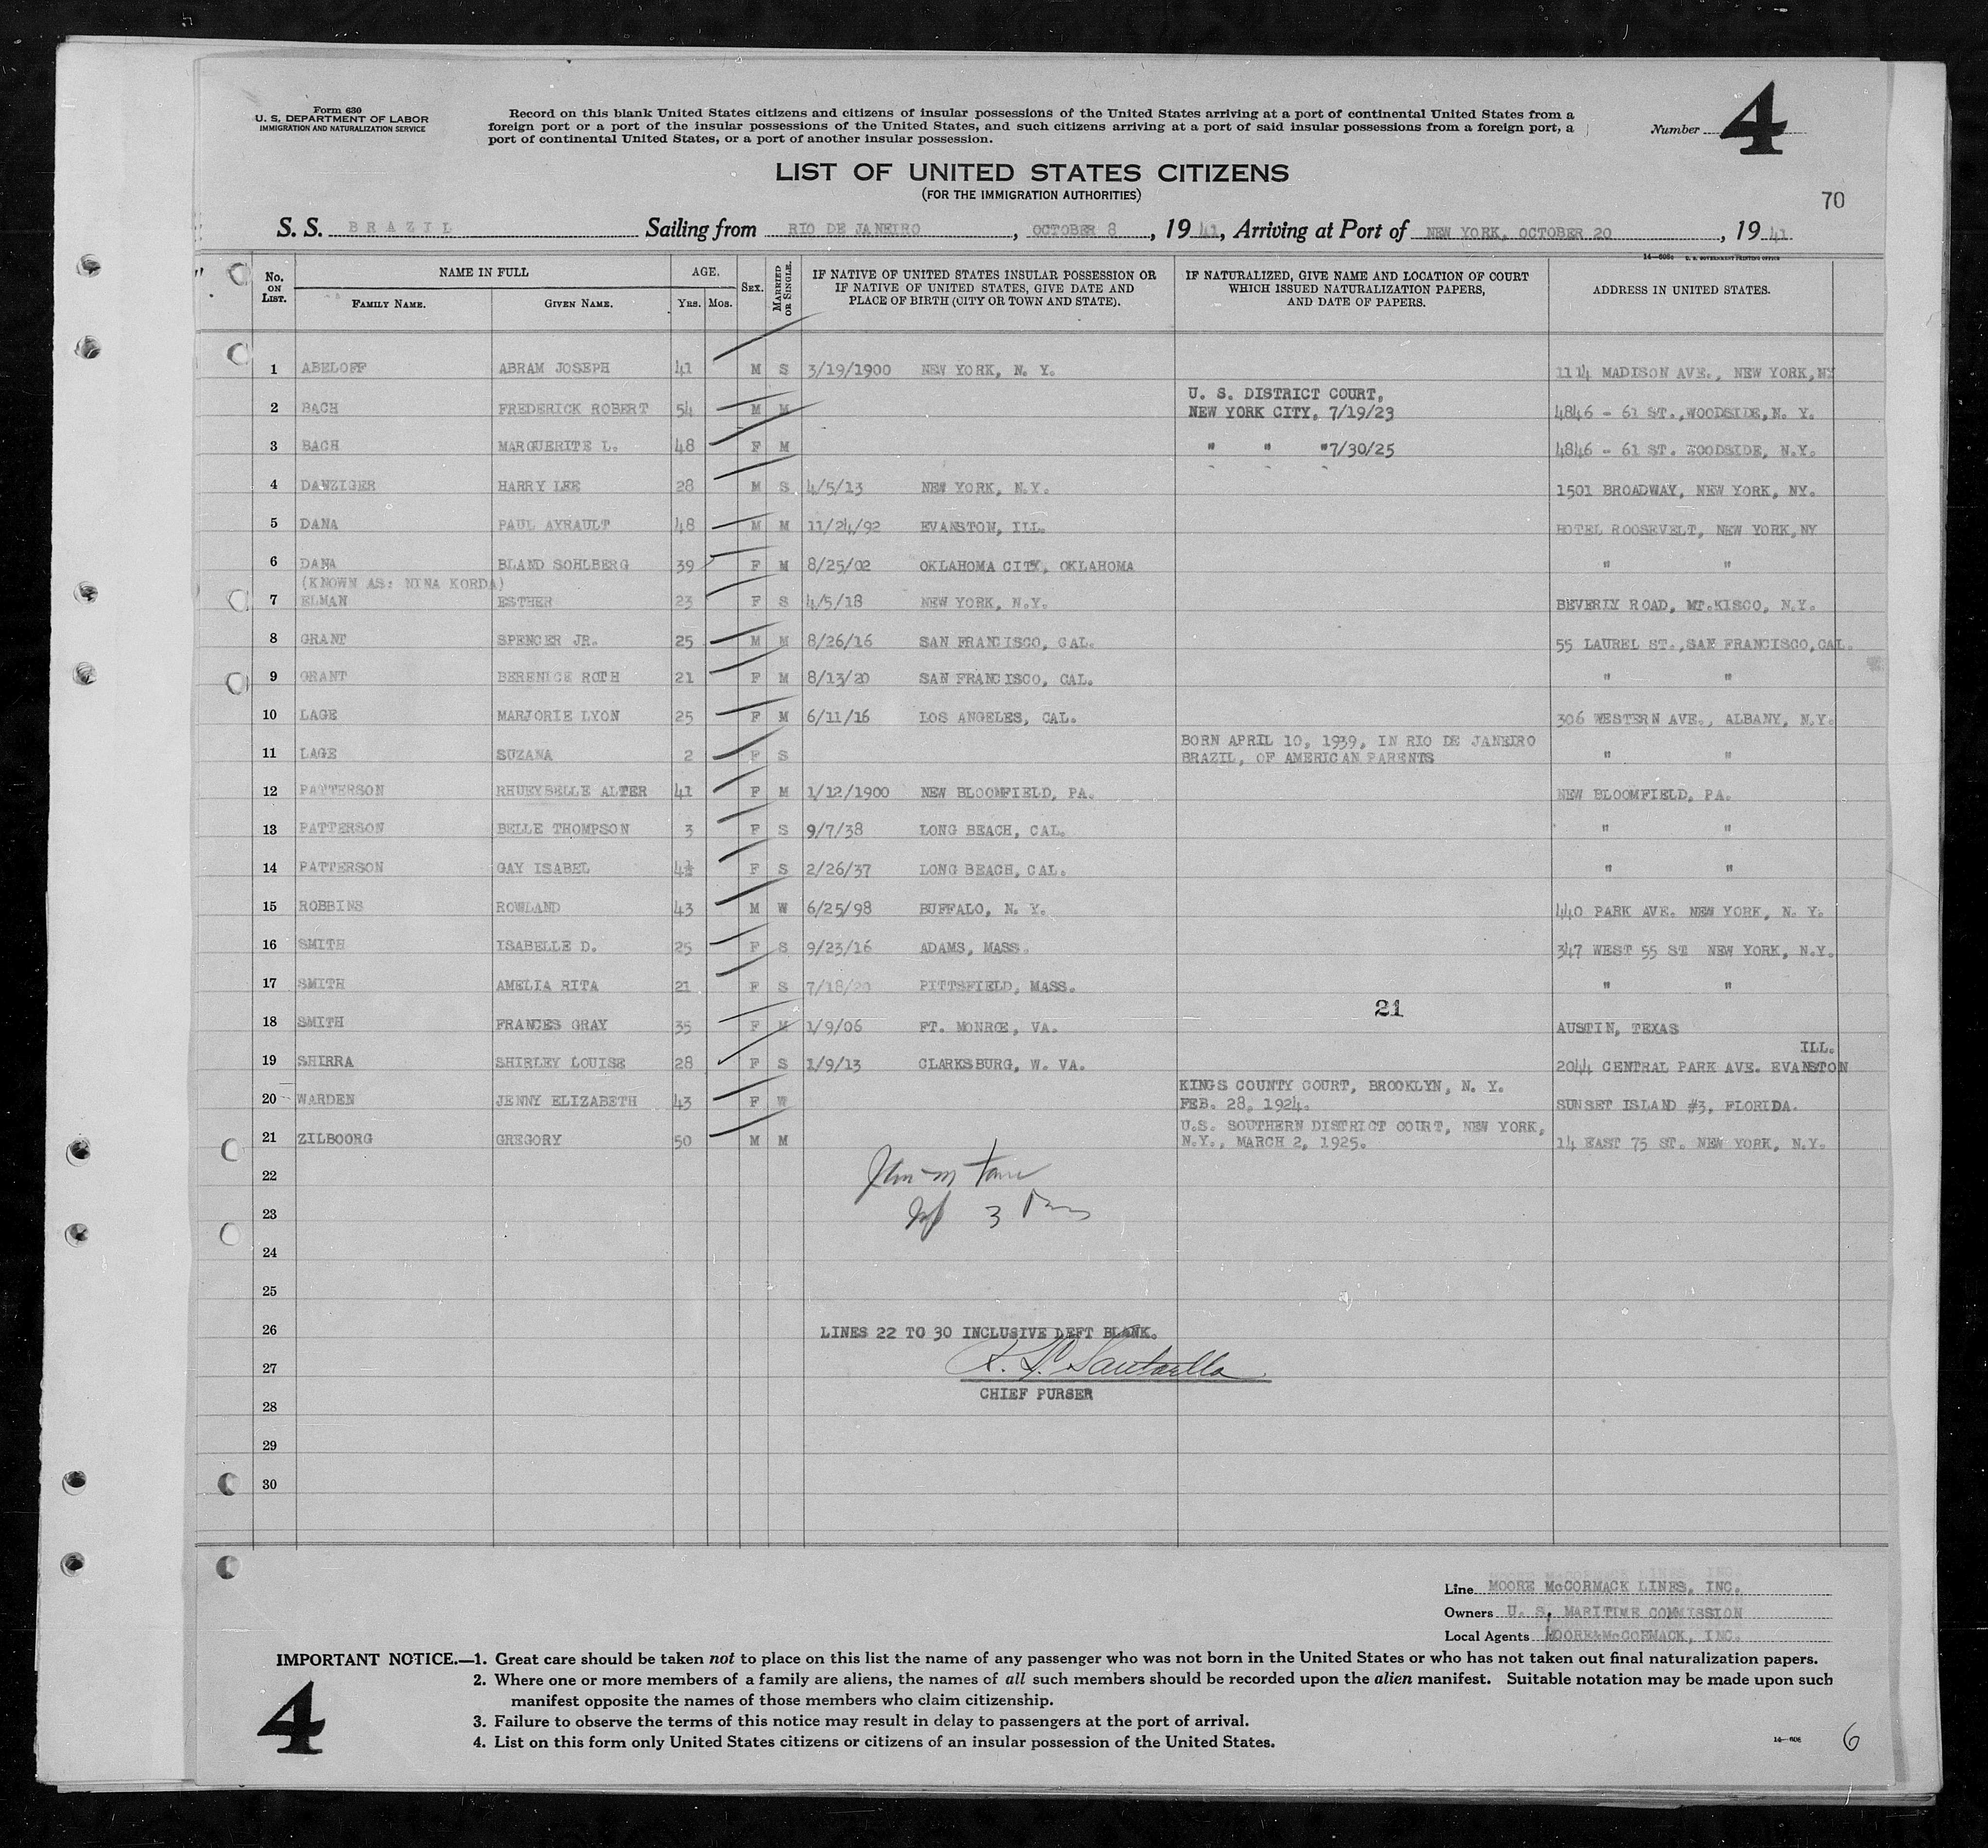 Form 630
U. S. DEPARTMENT OF LABOR
IMMIGRATION AND NATURALIZATION SERVICE
Record on this blank United States citizens and citizens of insular possessions of the United States arriving at a port of continental United States from a
foreign port or a port of the insular possessions of the United States, and such citizens arriving at a port of said insular possessions from a foreign port, a
port of continental United States, or a port of another insular possession.
Number 4
LIST OF UNITED STATES CITIZENS
(FOR THE IMMIGRATION AUTHORITIES)
70
S. S. BRAZIL Sailing from RIO DE JANEIRO, OCTOBER 8, 1941, Arriving at Port of NEW YORK, OCTOBER 20, 1941
14—606a U. S. GOVERNMENT PRINTING OFFICE
No. ON LIST. NAME IN FULL FAMILY NAME. GIVEN NAME. AGE. YRS. MOS. SEX. MARRIED OR SINGLE. IF NATIVE OF UNITED STATES INSULAR POSSESSION OR IF NATIVE OF UNITED STATES, GIVE DATE AND PLACE OF BIRTH (CITY OR TOWN AND STATE). IF NATURALIZED, GIVE NAME AND LOCATION OF COURT WHICH ISSUED NATURALIZATION PAPERS, AND DATE OF PAPERS. ADDRESS IN UNITED STATES.
1 ABELOFF ABRAM JOSEPH 41 M S 3/19/1900 NEW YORK, N. Y. 1114 MADISON AVE., NEW YORK, NY
2 BACH FREDERICK ROBERT 54 M M U. S. DISTRICT COURT, NEW YORK CITY, 7/19/23 4846 - 61 ST., WOODSIDE, N. Y.
3 BACH MARGUERITE L. 48 F M " " " 7/30/25 4846 - 61 ST. WOODSIDE, N.Y.
4 DANZIGER HARRY LEE 28 M S 4/5/13 NEW YORK, N.Y. 1501 BROADWAY, NEW YORK, NY.
5 DANA PAUL AYRAULT 48 M M 11/24/92 EVANSTON, ILL. HOTEL ROOSEVELT, NEW YORK, NY
6 DANA BLAND SOHLBERG 39 F M 8/25/02 OKLAHOMA CITY, OKLAHOMA " "
(KNOWN AS: NINA KORDA)
7 ELMAN ESTHER 23 F S 4/5/18 NEW YORK, N.Y. BEVERLY ROAD, MT.KISCO, N.Y.
8 GRANT SPENCER JR. 25 M M 8/26/16 SAN FRANCISCO, CAL. 55 LAUREL ST., SAN FRANCISCO, CAL.
9 GRANT BERENICE ROTH 21 F M 8/13/20 SAN FRANCISCO, CAL. " "
10 LAGE MARJORIE LYON 25 F M 6/11/16 LOS ANGELES, CAL. 306 WESTERN AVE., ALBANY, N.Y.
11 LAGE SUZANA 2 F S BORN APRIL 10, 1939, IN RIO DE JANEIRO BRAZIL, OF AMERICAN PARENTS " "
12 PATTERSON RHUEYBELLE ALTER 41 F M 1/12/1900 NEW BLOOMFIELD, PA. NEW BLOOMFIELD, PA.
13 PATTERSON BELLE THOMPSON 3 F S 9/7/38 LONG BEACH, CAL. " "
14 PATTERSON GAY ISABEL 4½ F S 2/26/37 LONG BEACH, CAL. " "
15 ROBBINS ROWLAND 43 M W 6/25/98 BUFFALO, N. Y. 440 PARK AVE. NEW YORK, N. Y.
16 SMITH ISABELLE D. 25 F S 9/23/16 ADAMS, MASS. 347 WEST 55 ST NEW YORK, N.Y.
17 SMITH AMELIA RITA 21 F S 7/18/20 PITTSFIELD, MASS. " "
21
18 SMITH FRANCES GRAY 35 F M 1/9/06 FT. MONROE, VA. AUSTIN, TEXAS
19 SHIRRA SHIRLEY LOUISE 28 F S 1/9/13 CLARKSBURG, W. VA. 2044 CENTRAL PARK AVE. EVANSTON ILL.
20 WARDEN JENNY ELIZABETH 43 F W KINGS COUNTY COURT, BROOKLYN, N. Y. FEB. 28, 1924. SUNSET ISLAND #3, FLORIDA.
21 ZILBOORG GREGORY 50 M M U.S. SOUTHERN DISTRICT COURT, NEW YORK, N.Y., MARCH 2, 1925. 14 EAST 75 ST. NEW YORK, N.Y.
22
23 3
24
25
26 LINES 22 TO 30 INCLUSIVE LEFT BLANK.
27
CHIEF PURSER
28
29
30
Line MOORE McCORMACK LINES, INC.
Owners U. S. MARITIME COMMISSION
Local Agents MOORE&McCORMACK, INC.
IMPORTANT NOTICE.—1. Great care should be taken not to place on this list the name of any passenger who was not born in the United States or who has not taken out final naturalization papers.
2. Where one or more members of a family are aliens, the names of all such members should be recorded upon the alien manifest. Suitable notation may be made upon such
manifest opposite the names of those members who claim citizenship.
3. Failure to observe the terms of this notice may result in delay to passengers at the port of arrival.
4. List on this form only United States citizens or citizens of an insular possession of the United States.
4
14—606
6